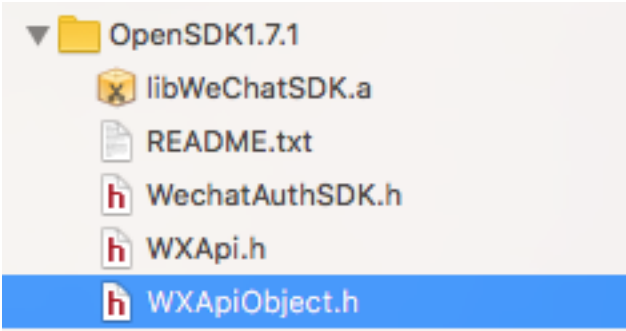 OpenSDK1.7.1
libWeChatSDK.a
README.txt
WechatAuthSDK.h
WXApi.h
WXApiObject.h